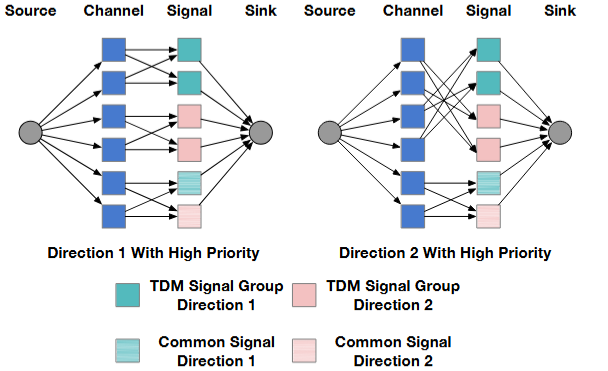 Source Channel Signal Sink Source Channel Signal Sink
Direction 1 With High Priority Direction 2 With High Priority
TDM Signal Group TDM Signal Group
Direction 1 Direction 2
Common Signal Common Signal
Direction 1 Direction 2